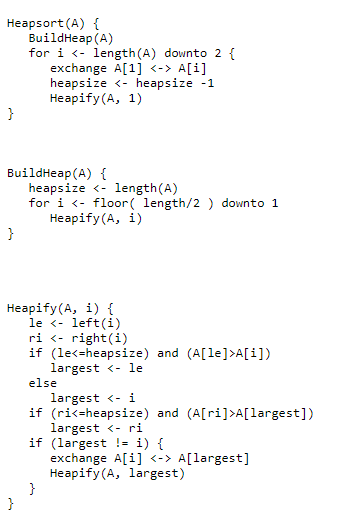 Heapsort(A) {
   BuildHeap(A)
   for i <- length(A) downto 2 {
      exchange A[1] <-> A[i]
      heapsize <- heapsize -1
      Heapify(A, 1)
}
BuildHeap(A) {
   heapsize <- length(A)
   for i <- floor( length/2 ) downto 1
      Heapify(A, i)
}
Heapify(A, i) {
   le <- left(i)
   ri <- right(i)
   if (le<=heapsize) and (A[le]>A[i])
      largest <- le
   else
      largest <- i
   if (ri<=heapsize) and (A[ri]>A[largest])
      largest <- ri
   if (largest != i) {
      exchange A[i] <-> A[largest]
      Heapify(A, largest)
   }
}